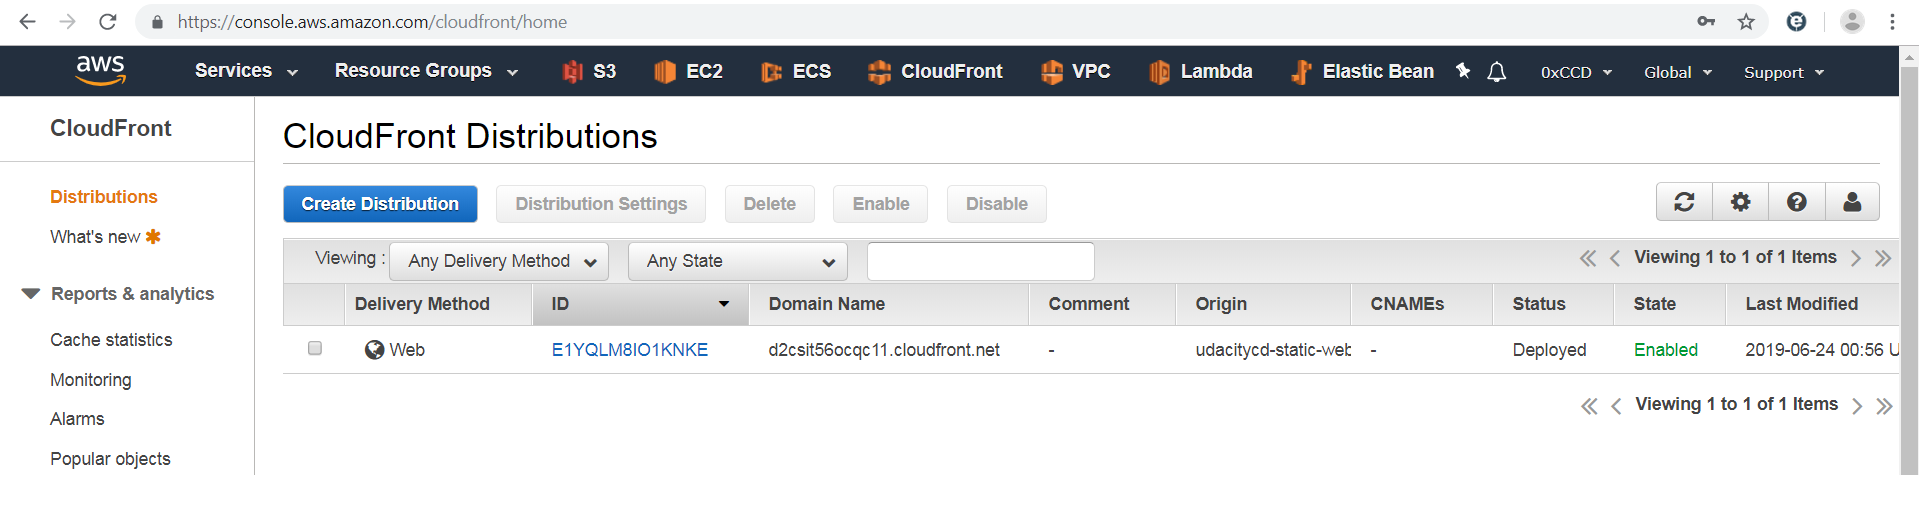 https://console.aws.amazon.com/cloudfront/home
aws Services Resource Groups S3 EC2 ECS CloudFront VPC Lambda Elastic Bean 0xCCD Global Support
CloudFront
Distributions
What's new
Reports & analytics
Cache statistics
Monitoring
Alarms
Popular objects
CloudFront Distributions
Create Distribution Distribution Settings Delete Enable Disable
Viewing : Any Delivery Method Any State Viewing 1 to 1 of 1 Items
Delivery Method ID Domain Name Comment Origin CNAMEs Status State Last Modified
Web E1YQLM8IO1KNKE d2csit56ocqc11.cloudfront.net - udacitycd-static-web - Deployed Enabled 2019-06-24 00:56 U
Viewing 1 to 1 of 1 Items